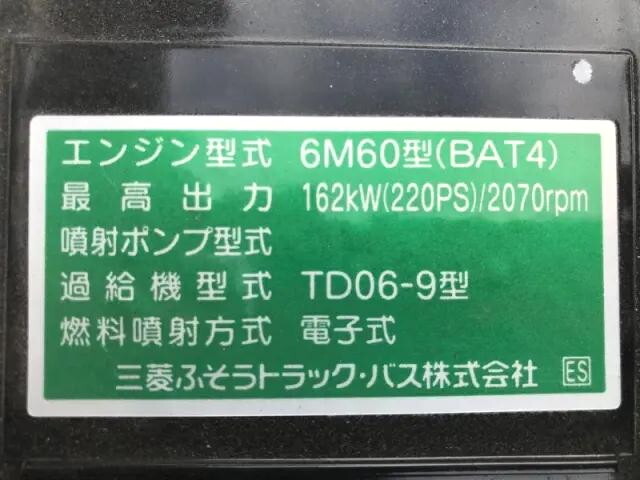 エンジン型式 6M60型(BAT4)
最高出力 162kW(220PS)/2070rpm
噴射ポンプ型式
過給機型式 TD06-9型
燃料噴射方式 電子式
三菱ふそうトラック・バス株式会社 ES